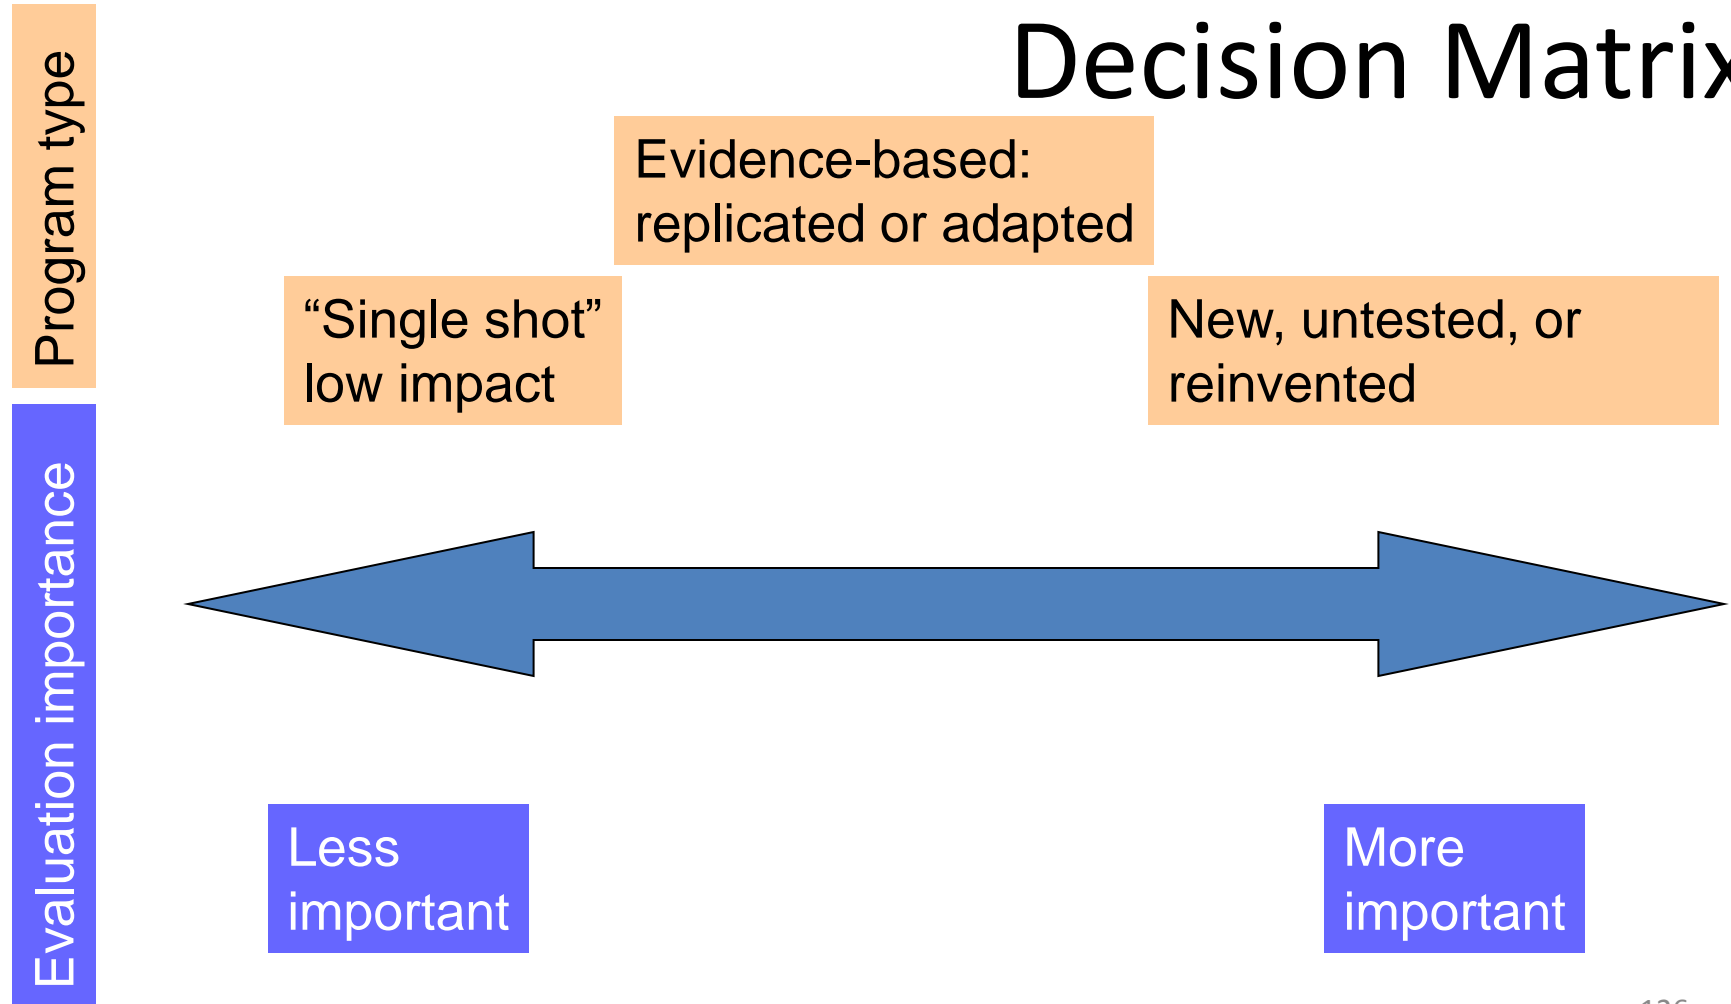 Decision Matrix
Program type
Evidence-based:
replicated or adapted
“Single shot”
low impact
New, untested, or
reinvented
Evaluation importance
Less
important
More
important